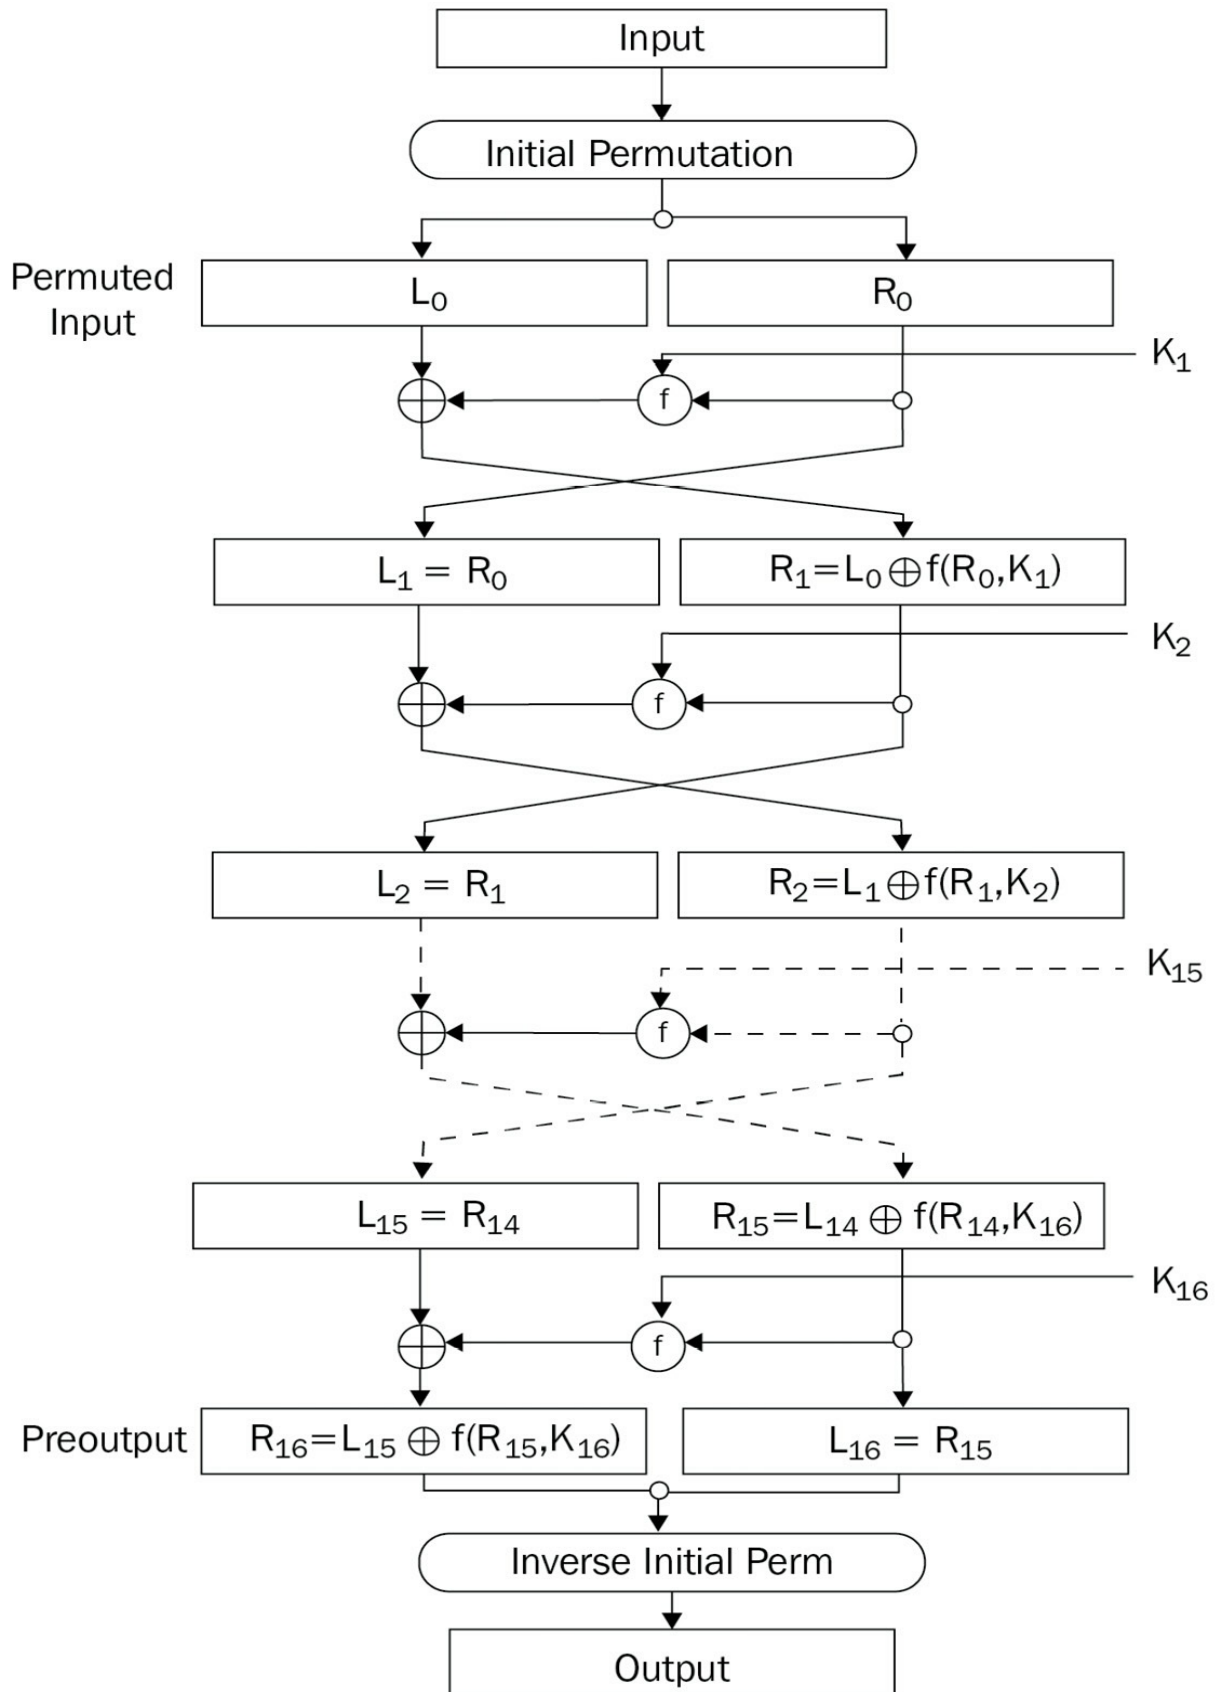 Input
Initial Permutation
Permuted
Input
L₀
R₀
K₁
f
L₁ = R₀
R₁=L₀⊕f(R₀,K₁)
K₂
f
L₂ = R₁
R₂=L₁⊕f(R₁,K₂)
K₁₅
f
L₁₅ = R₁₄
R₁₅=L₁₄ ⊕ f(R₁₄,K₁₆)
K₁₆
f
Preoutput
R₁₆=L₁₅ ⊕ f(R₁₅,K₁₆)
L₁₆ = R₁₅
Inverse Initial Perm
Output